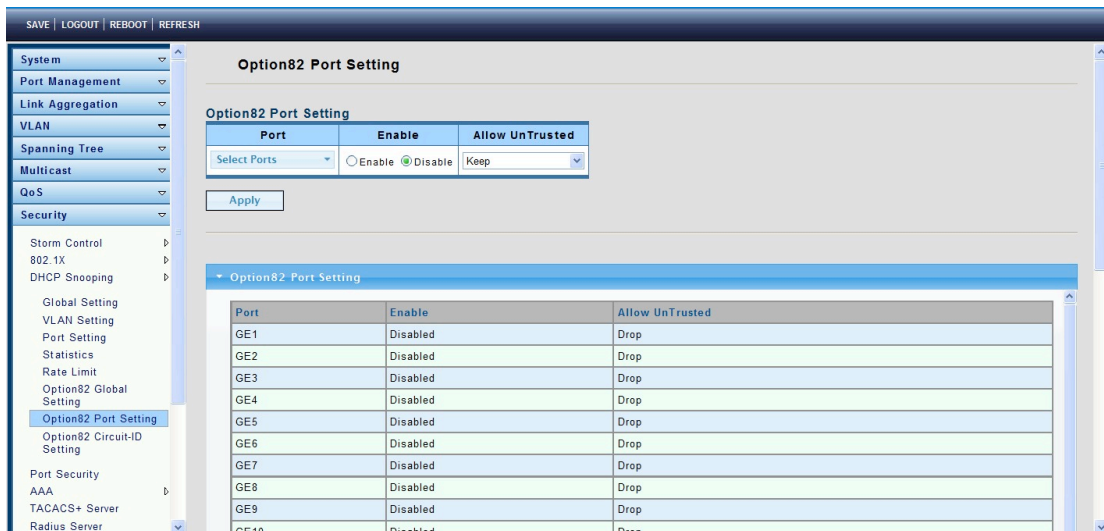 SAVE | LOGOUT | REBOOT | REFRESH
System
Port Management
Link Aggregation
VLAN
Spanning Tree
Multicast
QoS
Security
Storm Control
802.1X
DHCP Snooping
Global Setting
VLAN Setting
Port Setting
Statistics
Rate Limit
Option82 Global
Setting
Option82 Port Setting
Option82 Circuit-ID
Setting
Port Security
AAA
TACACS+ Server
Radius Server
Option82 Port Setting
Option82 Port Setting
Port Enable Allow UnTrusted
Select Ports Enable Disable Keep
Apply
Option82 Port Setting
Port Enable Allow UnTrusted
GE1 Disabled Drop
GE2 Disabled Drop
GE3 Disabled Drop
GE4 Disabled Drop
GE5 Disabled Drop
GE6 Disabled Drop
GE7 Disabled Drop
GE8 Disabled Drop
GE9 Disabled Drop
GE10 Disabled Drop